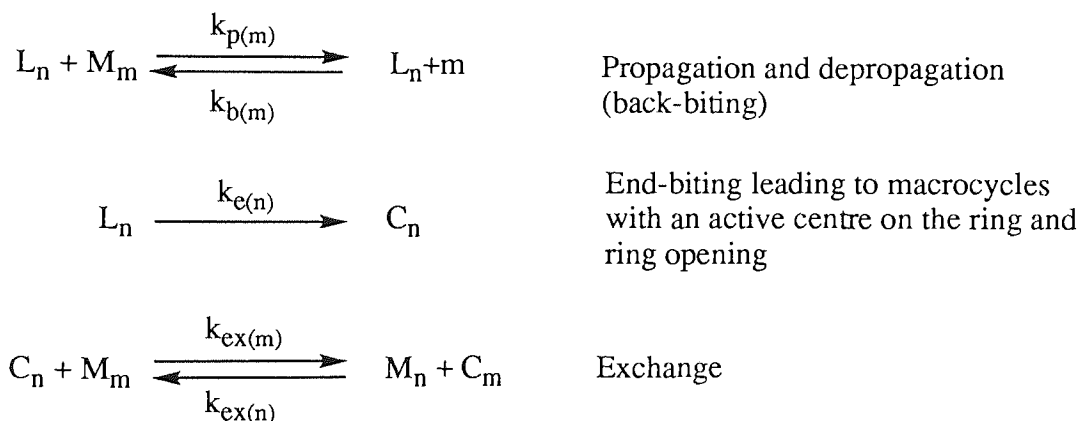 k_p(m)
L_n + M_m ⇌ L_n+m
k_b(m)
Propagation and depropagation
(back-biting)
k_e(n)
L_n ⟶ C_n
End-biting leading to macrocycles
with an active centre on the ring and
ring opening
k_ex(m)
C_n + M_m ⇌ M_n + C_m
k_ex(n)
Exchange